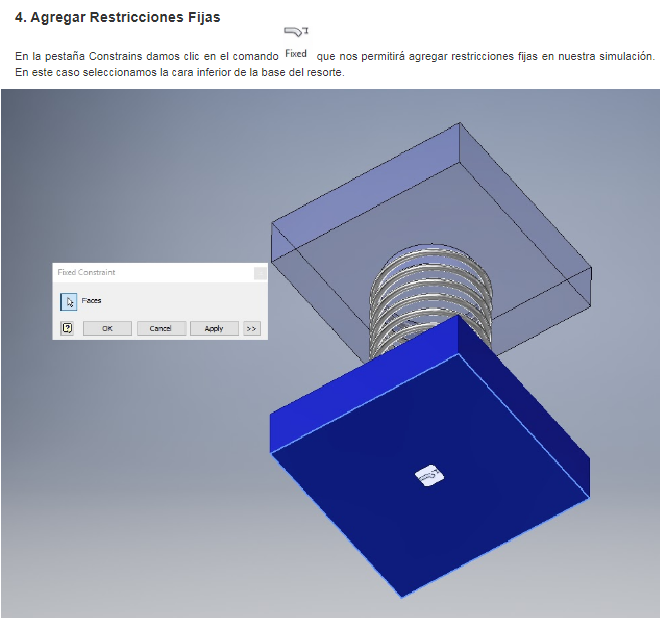 4. Agregar Restricciones Fijas
En la pestaña Constrains damos clic en el comando Fixed que nos permitirá agregar restricciones fijas en nuestra simulación.
En este caso seleccionamos la cara inferior de la base del resorte.
Fixed Constraint
Faces
? OK Cancel Apply >>